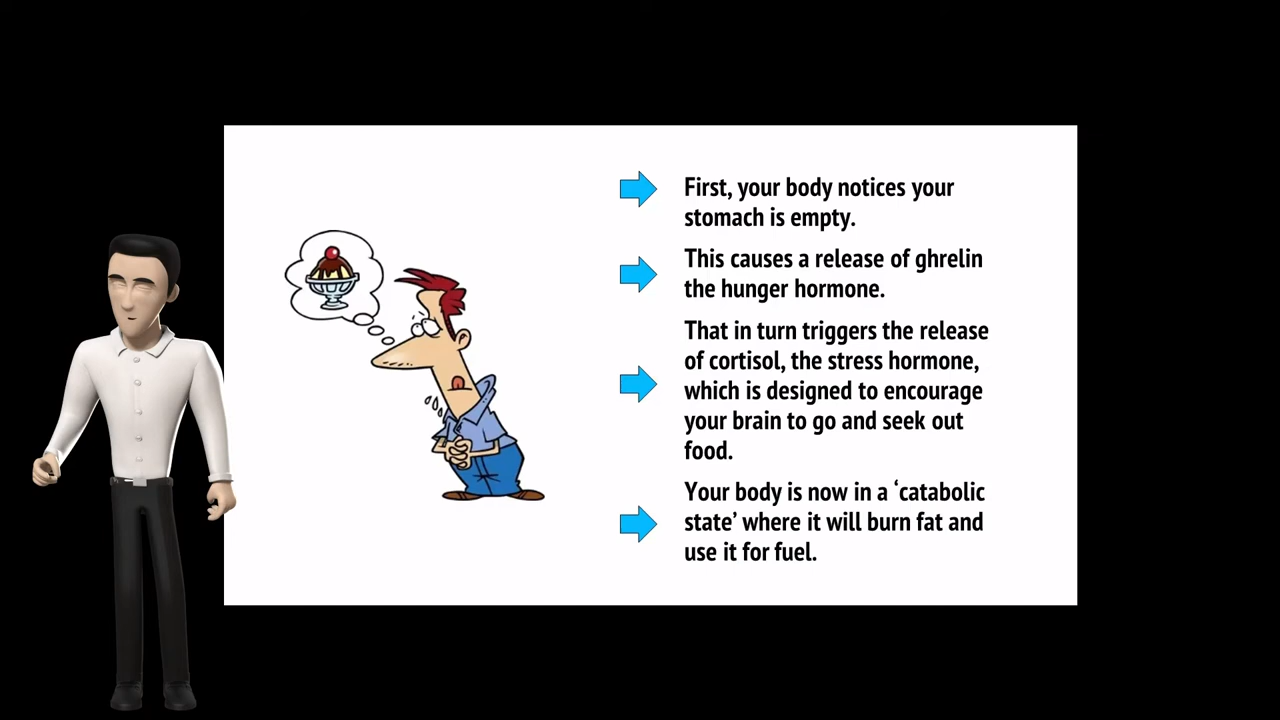 First, your body notices your
stomach is empty.
This causes a release of ghrelin
the hunger hormone.
That in turn triggers the release
of cortisol, the stress hormone,
which is designed to encourage
your brain to go and seek out
food.
Your body is now in a ‘catabolic
state’ where it will burn fat and
use it for fuel.